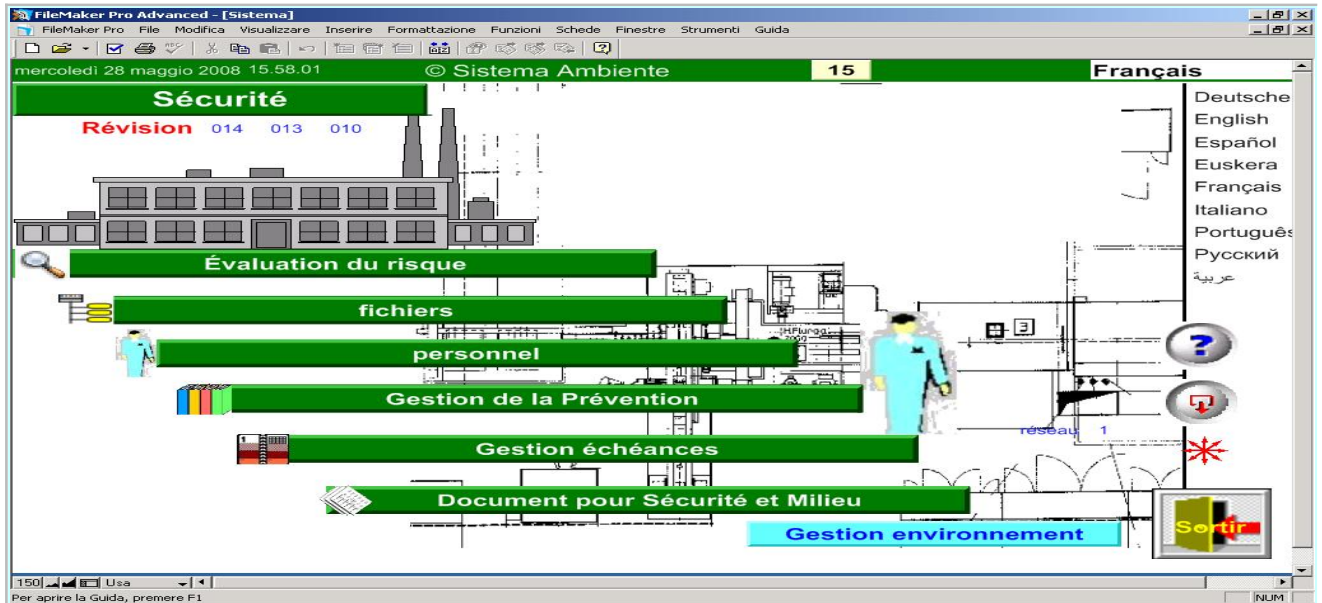 FileMaker Pro Advanced - [Sistema]
FileMaker Pro File Modifica Visualizzare Inserire Formattazione Funzioni Schede Finestre Strumenti Guida
mercoledì 28 maggio 2008 15.58.01 © Sistema Ambiente 15 Français
Sécurité
Révision 014 013 010
Deutsche
English
Español
Euskera
Français
Italiano
Português
Русский
عربية
Évaluation du risque
fichiers
personnel
3
?
Gestion de la Prévention
réseau 1
Gestion échéances
Document pour Sécurité et Milieu
Gestion environnement
Sortir
150 Usa
Per aprire la Guida, premere F1 NUM